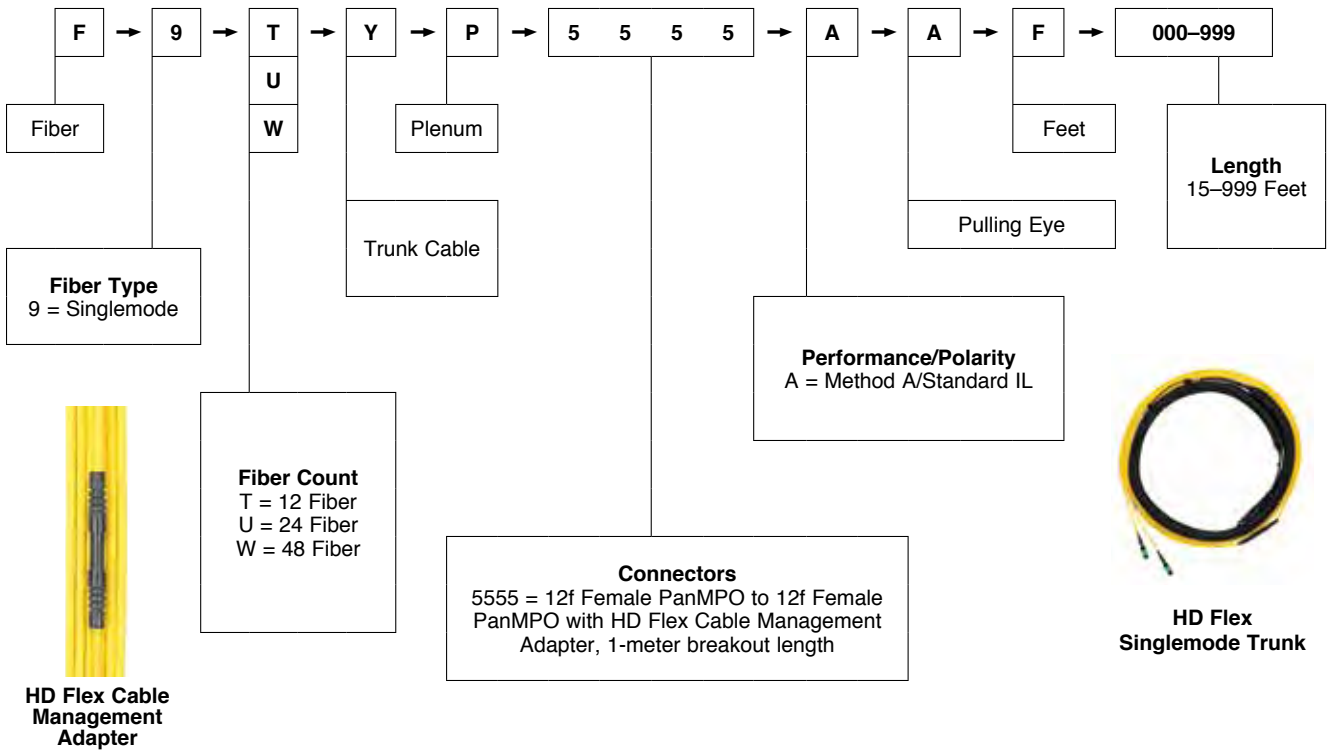 F 9 T Y P 5 5 5 5 A A F 000–999
U
W
Fiber
Plenum
Feet
Length
15–999 Feet
Trunk Cable
Pulling Eye
Fiber Type
9 = Singlemode
Performance/Polarity
A = Method A/Standard IL
Fiber Count
T = 12 Fiber
U = 24 Fiber
W = 48 Fiber
Connectors
5555 = 12f Female PanMPO to 12f Female
PanMPO with HD Flex Cable Management
Adapter, 1-meter breakout length
HD Flex
Singlemode Trunk
HD Flex Cable
Management
Adapter